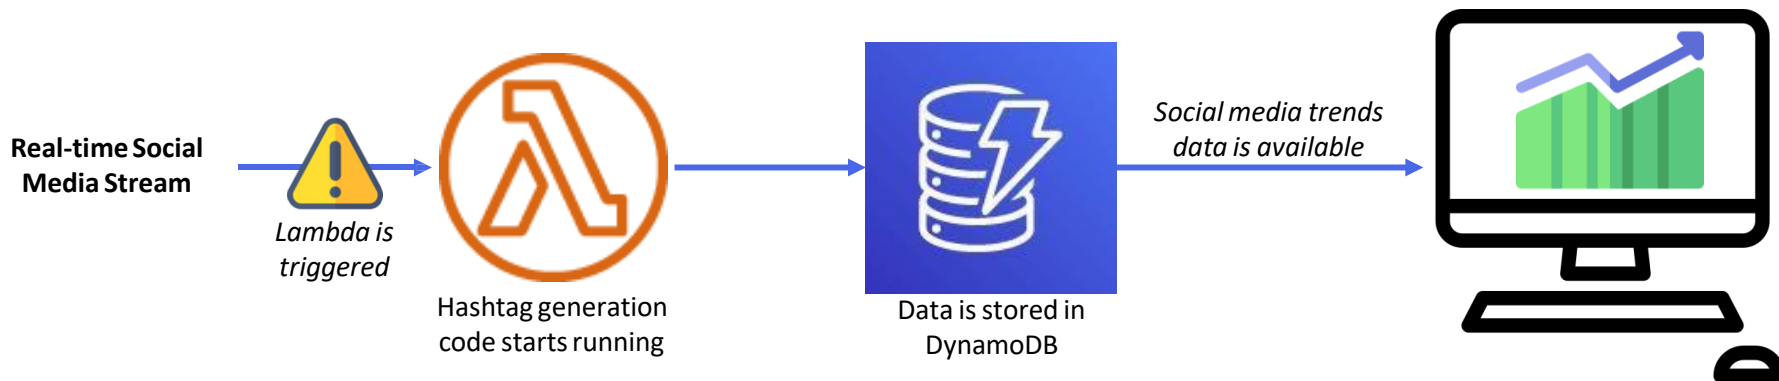 Real-time Social
Media Stream
Lambda is
triggered
Hashtag generation
code starts running
Data is stored in
DynamoDB
Social media trends
data is available